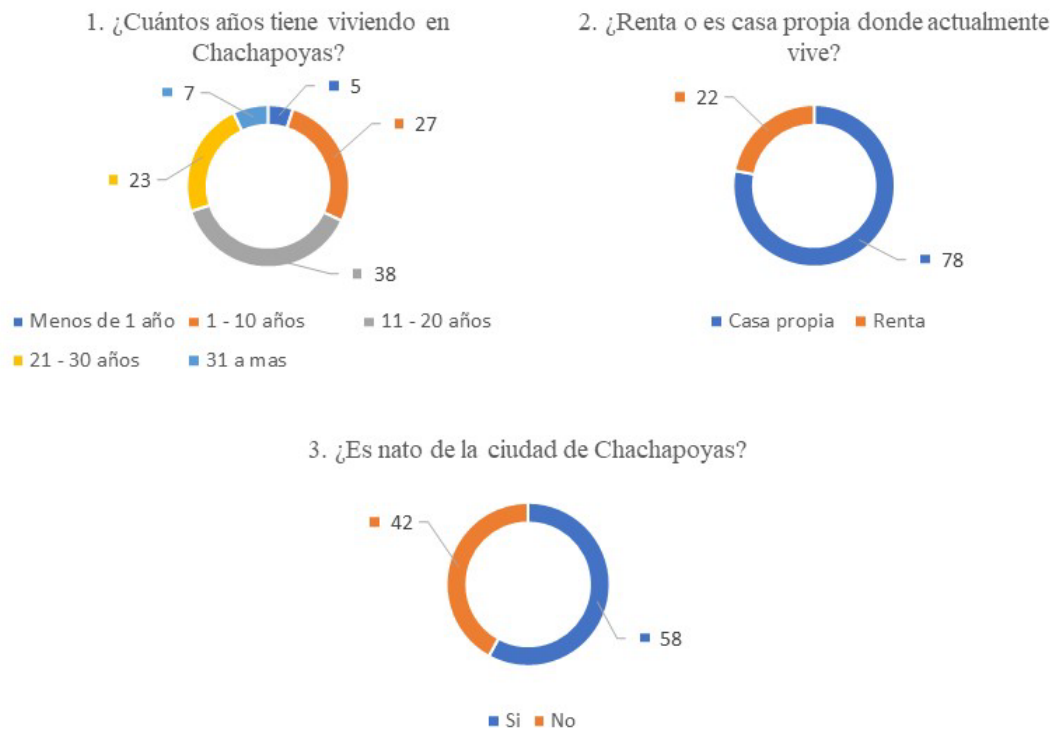 1. ¿Cuántos años tiene viviendo en
Chachapoyas?
7
5
27
23
38
Menos de 1 año
1 - 10 años
11 - 20 años
21 - 30 años
31 a mas
2. ¿Renta o es casa propia donde actualmente
vive?
22
78
Casa propia
Renta
3. ¿Es nato de la ciudad de Chachapoyas?
42
58
Si
No